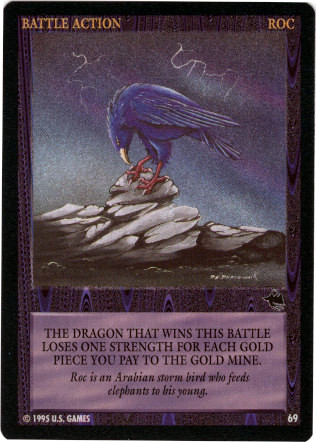 BATTLE ACTION ROC
THE DRAGON THAT WINS THIS BATTLE
LOSES ONE STRENGTH FOR EACH GOLD
PIECE YOU PAY TO THE GOLD MINE.
Roc is an Arabian storm bird who feeds
elephants to his young.
© 1995 U.S. GAMES 69